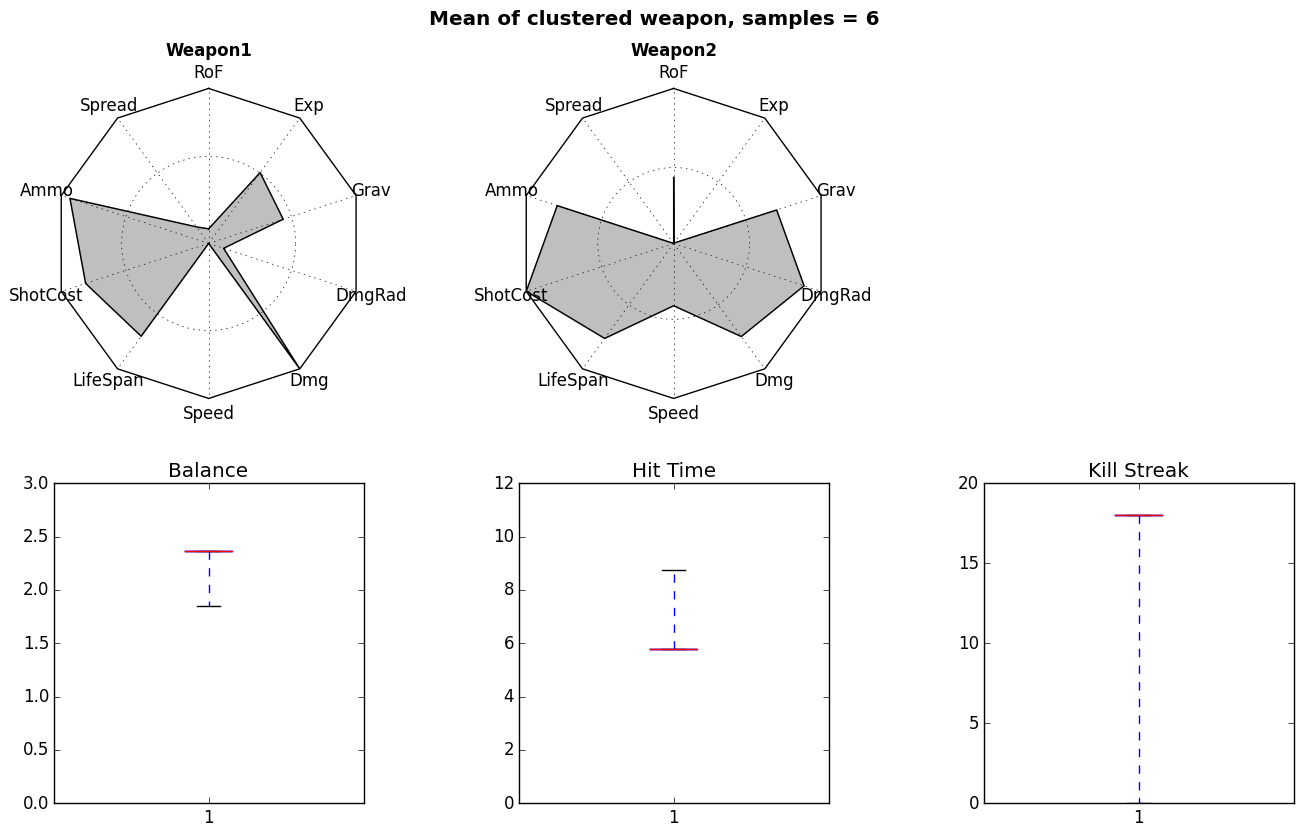 Mean of clustered weapon, samples = 6
Weapon1
RoF
Spread
Exp
Ammo
Grav
ShotCost
DmgRad
LifeSpan
Dmg
Speed
Weapon2
RoF
Spread
Exp
Ammo
Grav
ShotCost
DmgRad
LifeSpan
Dmg
Speed
Balance
3.0
2.5
2.0
1.5
1.0
0.5
0.0
1
Hit Time
12
10
8
6
4
2
0
1
Kill Streak
20
15
10
5
0
1